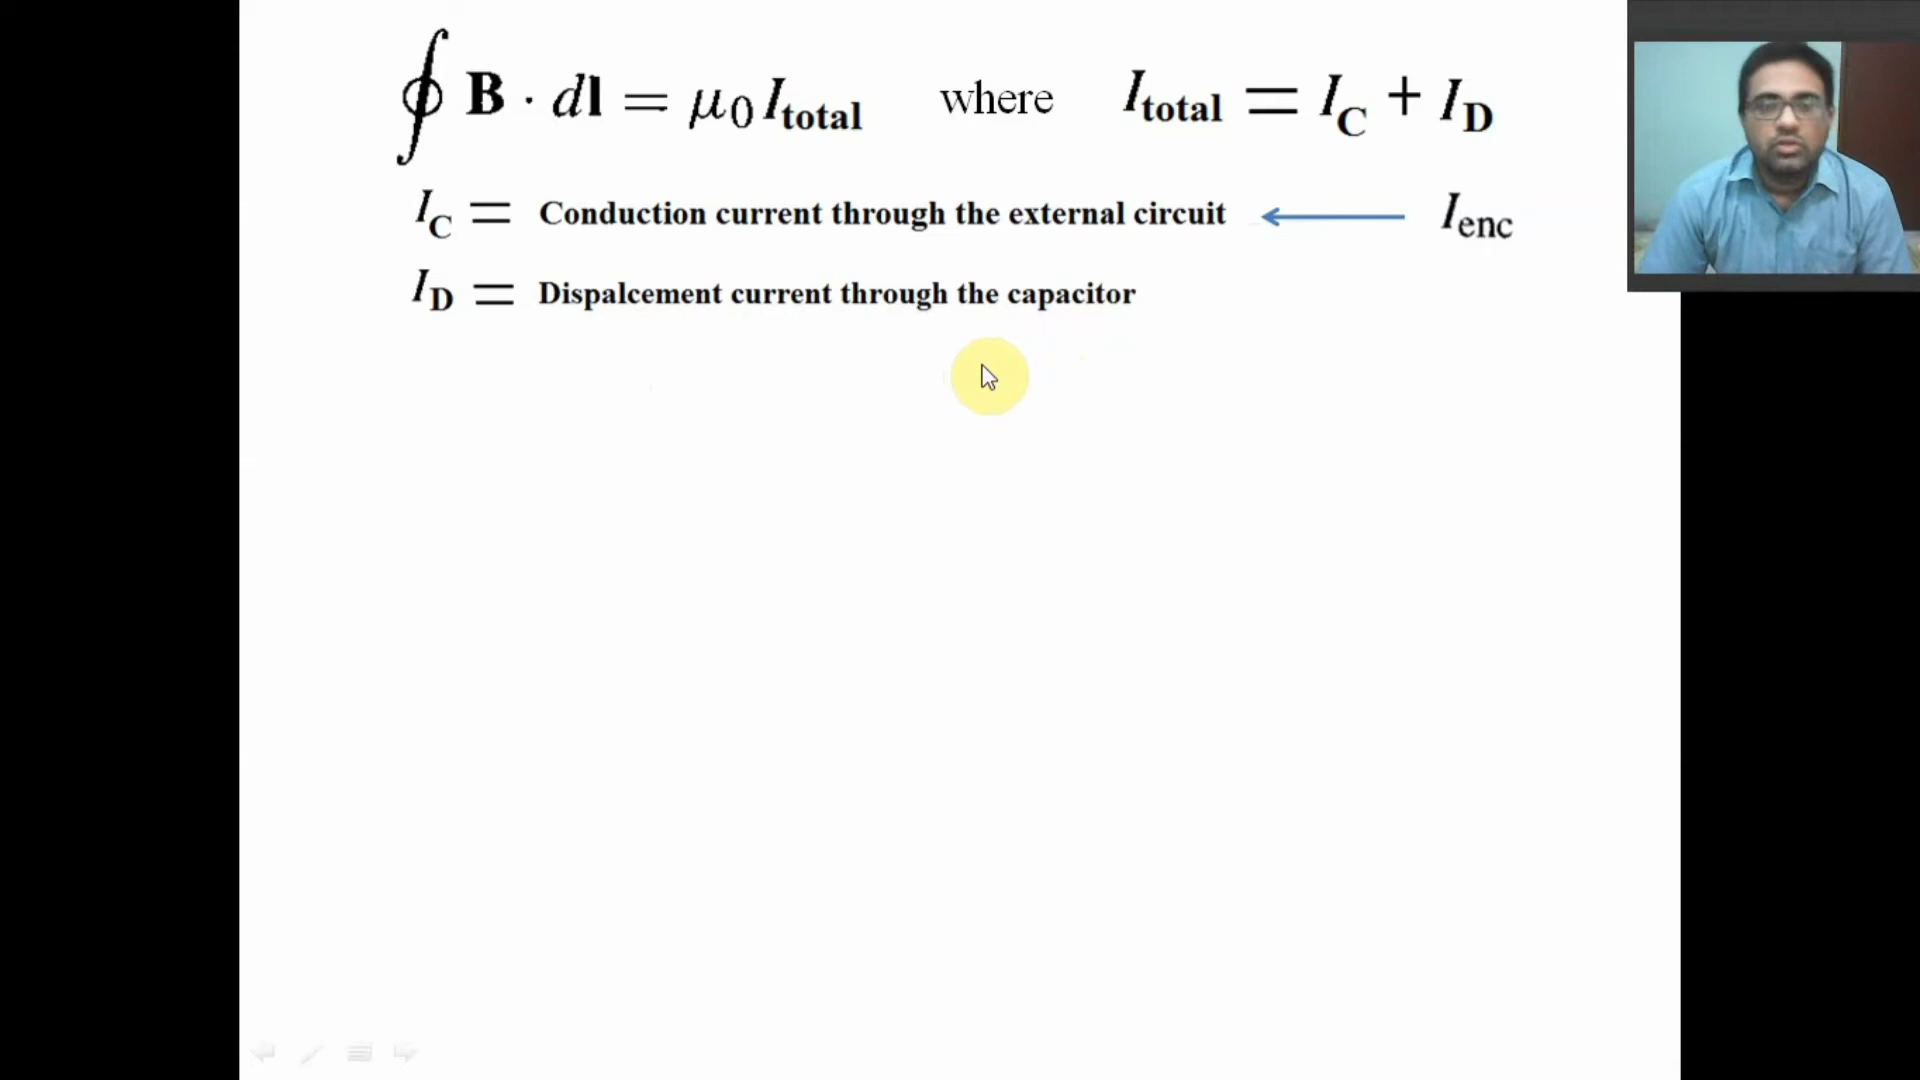 ∮ B · dl = μ₀ I_total where I_total = I_C + I_D
I_C = Conduction current through the external circuit ← I_enc
I_D = Dispalcement current through the capacitor